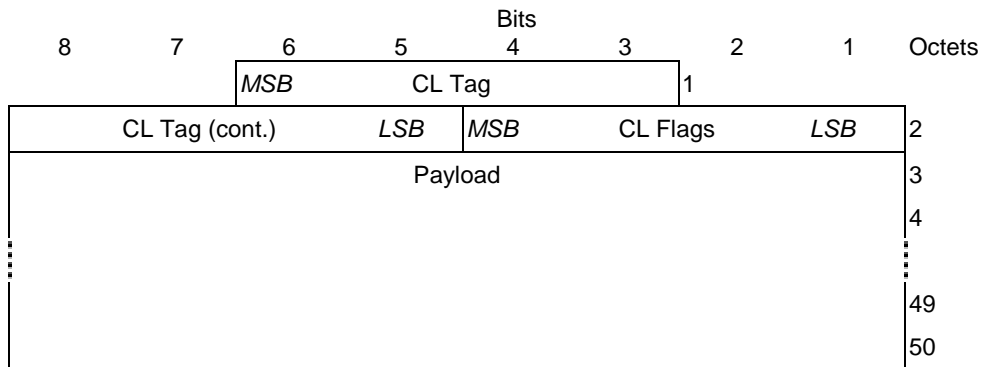 Bits
8 7 6 5 4 3 2 1 Octets
MSB CL Tag 1
CL Tag (cont.) LSB MSB CL Flags LSB 2
Payload 3
4
49
50